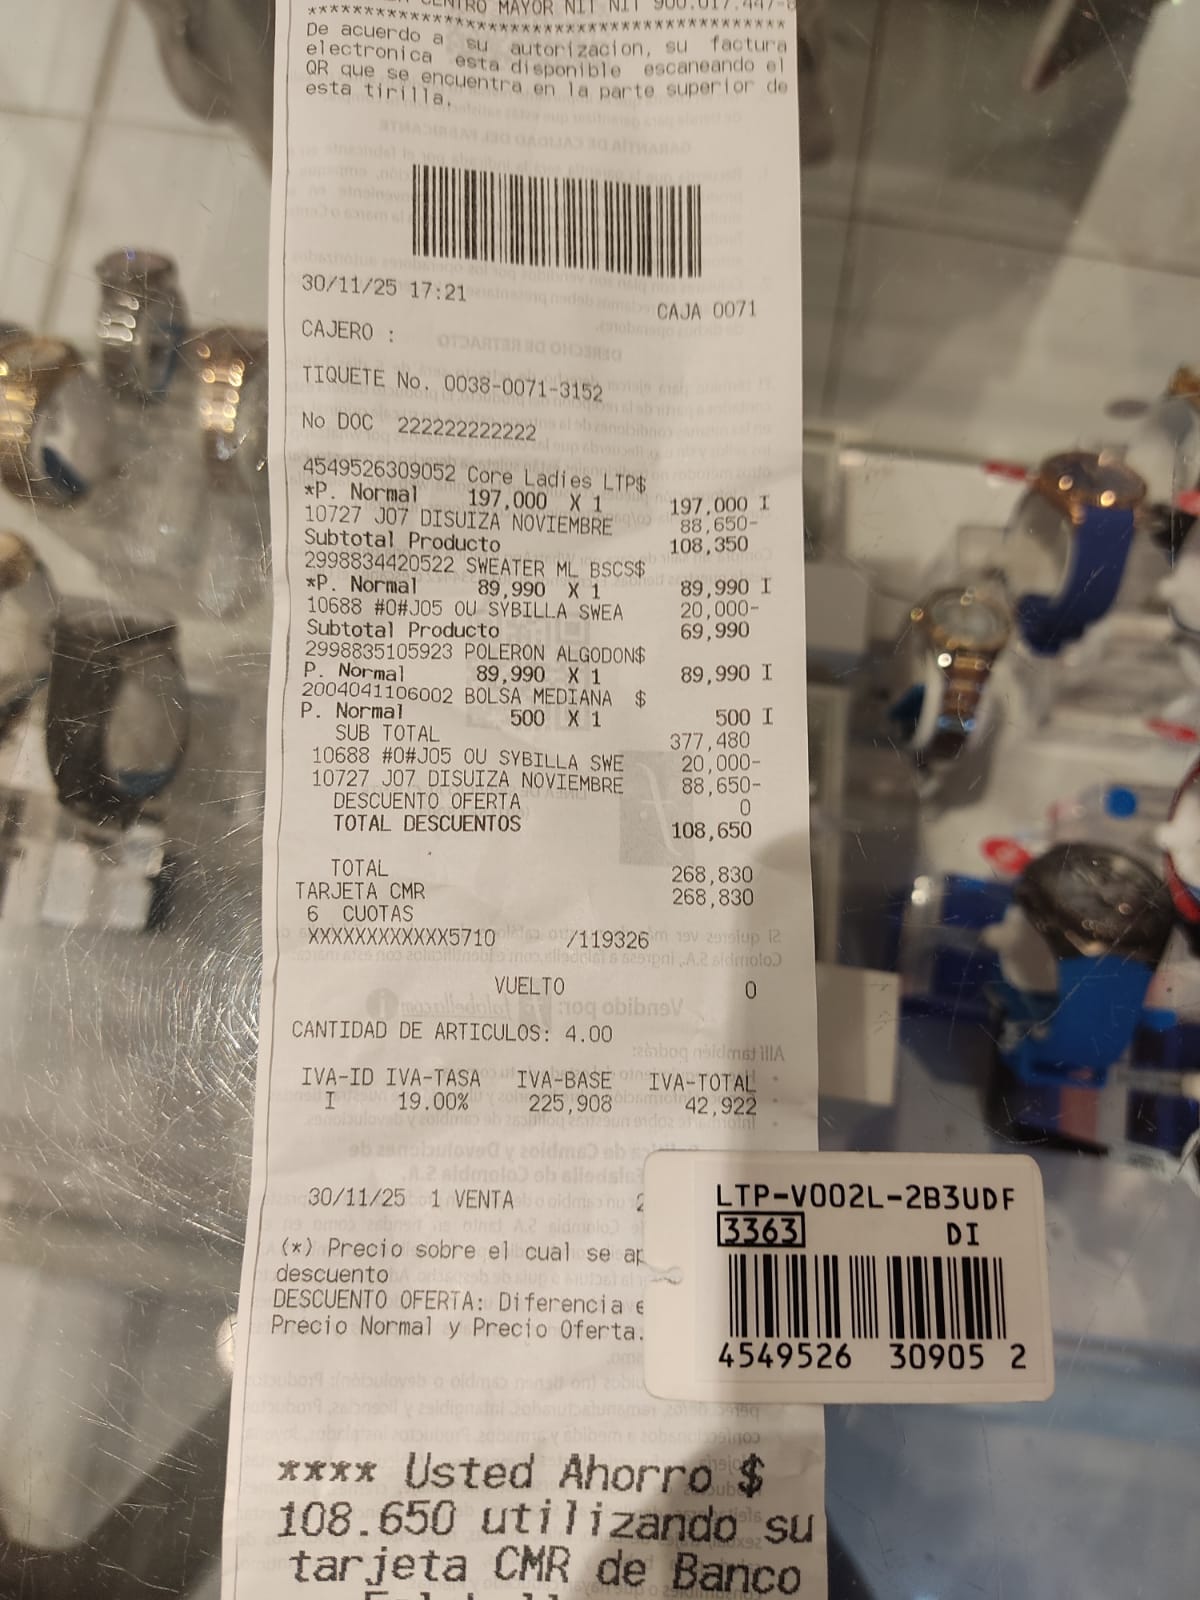 CENTRO MAYOR NIT NIT 900.017.447-8
****************************************
De acuerdo a su autorizacion, su factura
electronica esta disponible escaneando el
QR que se encuentra en la parte superior de
esta tirilla.
30/11/25 17:21
CAJA 0071
CAJERO :
TIQUETE No. 0038-0071-3152
No DOC 222222222222
4549526309052 Core Ladies LTP$
*P. Normal 197,000 X 1 197,000 I
10727 J07 DISUIZA NOVIEMBRE 88,650-
Subtotal Producto 108,350
2998834420522 SWEATER ML BSCS$
*P. Normal 89,990 X 1 89,990 I
10688 #0#J05 OU SYBILLA SWEA 20,000-
Subtotal Producto 69,990
2998835105923 POLERON ALGODON$
P. Normal 89,990 X 1 89,990 I
2004041106002 BOLSA MEDIANA $
P. Normal 500 X 1 500 I
SUB TOTAL 377,480
10688 #0#J05 OU SYBILLA SWE 20,000-
10727 J07 DISUIZA NOVIEMBRE 88,650-
DESCUENTO OFERTA 0
TOTAL DESCUENTOS 108,650
TOTAL 268,830
TARJETA CMR 268,830
6 CUOTAS
XXXXXXXXXXXX5710 /119326
VUELTO 0
CANTIDAD DE ARTICULOS: 4.00
IVA-ID IVA-TASA IVA-BASE IVA-TOTAL
I 19.00% 225,908 42,922
30/11/25 1 VENTA
(*) Precio sobre el cual se
descuento
DESCUENTO OFERTA: Diferencia
Precio Normal y Precio Oferta.
LTP-V002L-2B3UDF
3363 DI
4549526 30905 2
**** Usted Ahorro $
108.650 utilizando su
tarjeta CMR de Banco